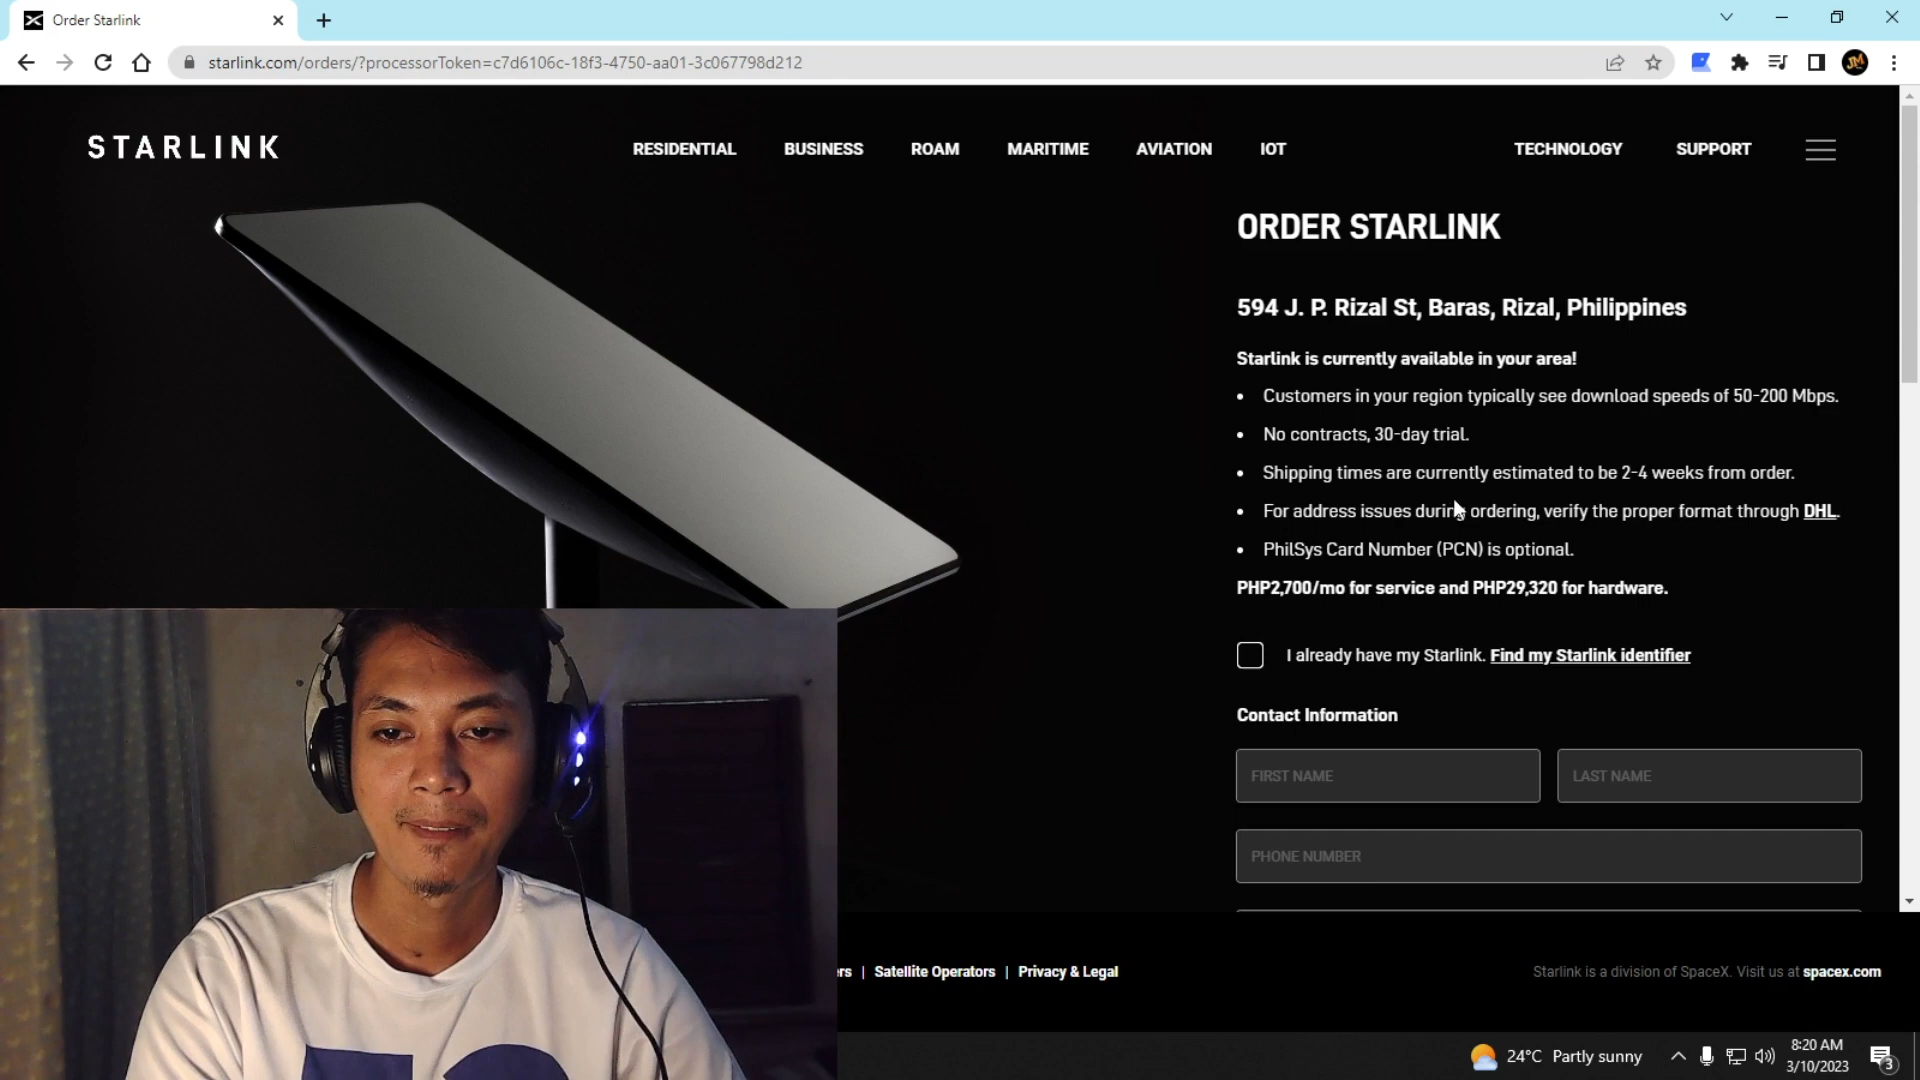 Order Starlink
starlink.com/orders/?processorToken=c7d6106c-18f3-4750-aa01-3c067798d212
JM
STARLINK
RESIDENTIAL BUSINESS ROAM MARITIME AVIATION IOT TECHNOLOGY SUPPORT
ORDER STARLINK
594 J. P. Rizal St, Baras, Rizal, Philippines
Starlink is currently available in your area!
• Customers in your region typically see download speeds of 50-200 Mbps.
• No contracts, 30-day trial.
• Shipping times are currently estimated to be 2-4 weeks from order.
• For address issues during ordering, verify the proper format through DHL.
• PhilSys Card Number (PCN) is optional.
PHP2,700/mo for service and PHP29,320 for hardware.
I already have my Starlink. Find my Starlink identifier
Contact Information
FIRST NAME LAST NAME
PHONE NUMBER
ers | Satellite Operators | Privacy & Legal
Starlink is a division of SpaceX. Visit us at spacex.com
24°C Partly sunny
8:20 AM
3/10/2023
3